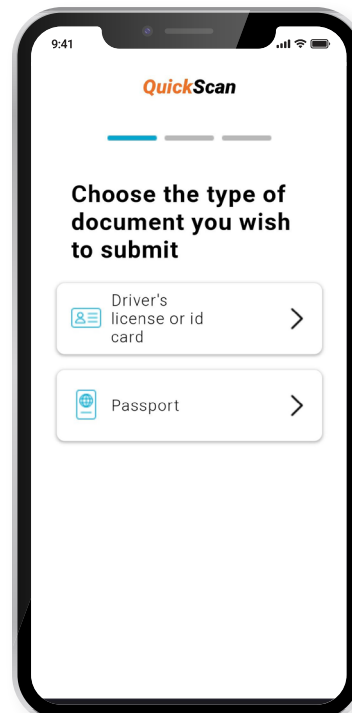 9:41
QuickScan
Choose the type of
document you wish
to submit
Driver's
license or id
card
Passport